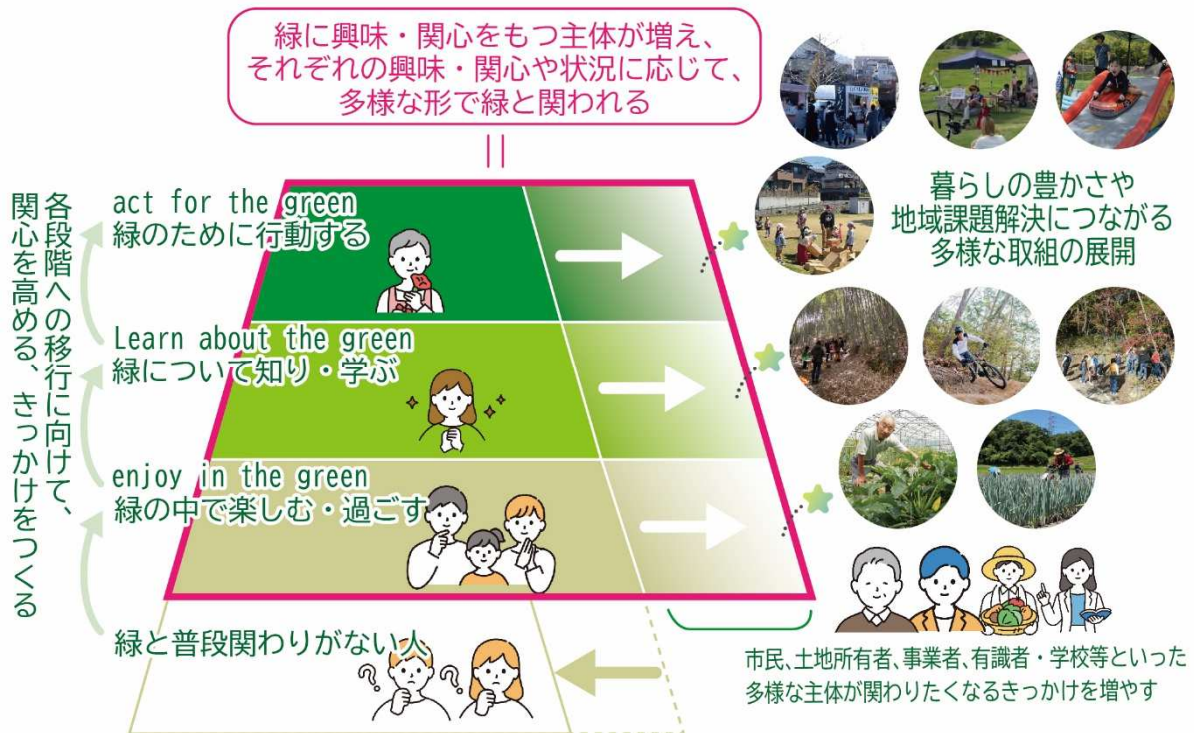 緑に興味・関心をもつ主体が増え、
それぞれの興味・関心や状況に応じて、
多様な形で緑と関われる
各段階への移行に向けて、
関心を高める、きっかけをつくる
act for the green
緑のために行動する
Learn about the green
緑について知り・学ぶ
enjoy in the green
緑の中で楽しむ・過ごす
緑と普段関わりがない人
暮らしの豊かさや
地域課題解決につながる
多様な取組の展開
市民、土地所有者、事業者、有識者・学校等といった
多様な主体が関わりたくなるきっかけを増やす